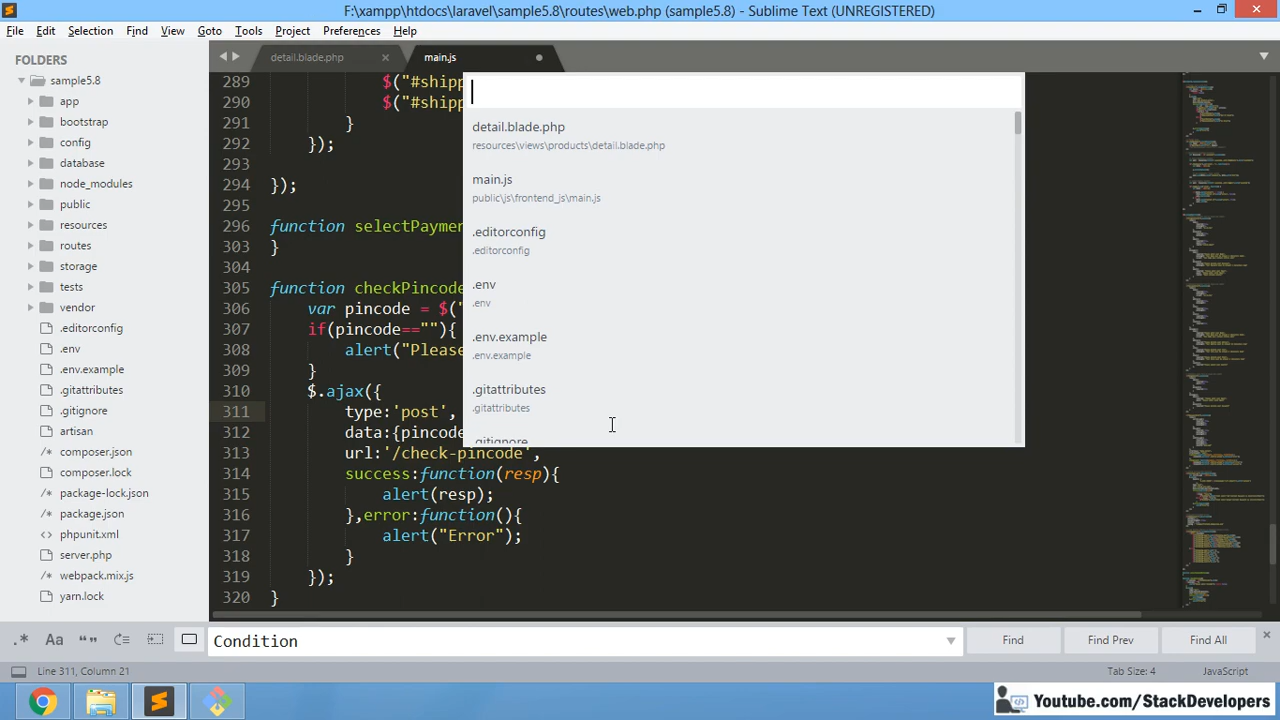 F:\xampp\htdocs\laravel\sample5.8\routes\web.php (sample5.8) - Sublime Text (UNREGISTERED)
File Edit Selection Find View Goto Tools Project Preferences Help
FOLDERS
sample5.8
app
bootstrap
config
database
node_modules
public
resources
routes
storage
tests
vendor
.editorconfig
.env
.env.example
.gitattributes
.gitignore
artisan
composer.json
composer.lock
package-lock.json
package.json
phpunit.xml
server.php
webpack.mix.js
yarn.lock
detail.blade.php
main.js
289 $("#shipp
290 $("#shipp
291 }
292 });
293
294 });
295
296 function selectPayme
303 }
304
305 function checkPincode
306 var pincode = $("
307 if(pincode==""){
308 alert("Please
309 }
310 $.ajax({
311 type:'post',
312 data:{pincod
313 url:'/check-pincode',
314 success:function(resp){
315 alert(resp);
316 },error:function(){
317 alert("Error");
318 }
319 });
320 }
detail.blade.php
resources\views\products\detail.blade.php
main.js
public\js\frontend_js\main.js
.editorconfig
.editorconfig
.env
.env
.env.example
.env.example
.gitattributes
.gitattributes
.gitignore
.* Aa “”
Condition
Find Find Prev Find All
Line 311, Column 21
Tab Size: 4 JavaScript
Youtube.com/StackDevelopers